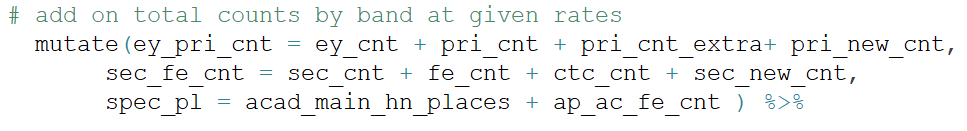 # add on total counts by band at given rates
mutate(ey_pri_cnt = ey_cnt + pri_cnt + pri_cnt_extra+ pri_new_cnt,
sec_fe_cnt = sec_cnt + fe_cnt + ctc_cnt + sec_new_cnt,
spec_pl = acad_main_hn_places + ap_ac_fe_cnt ) %>%